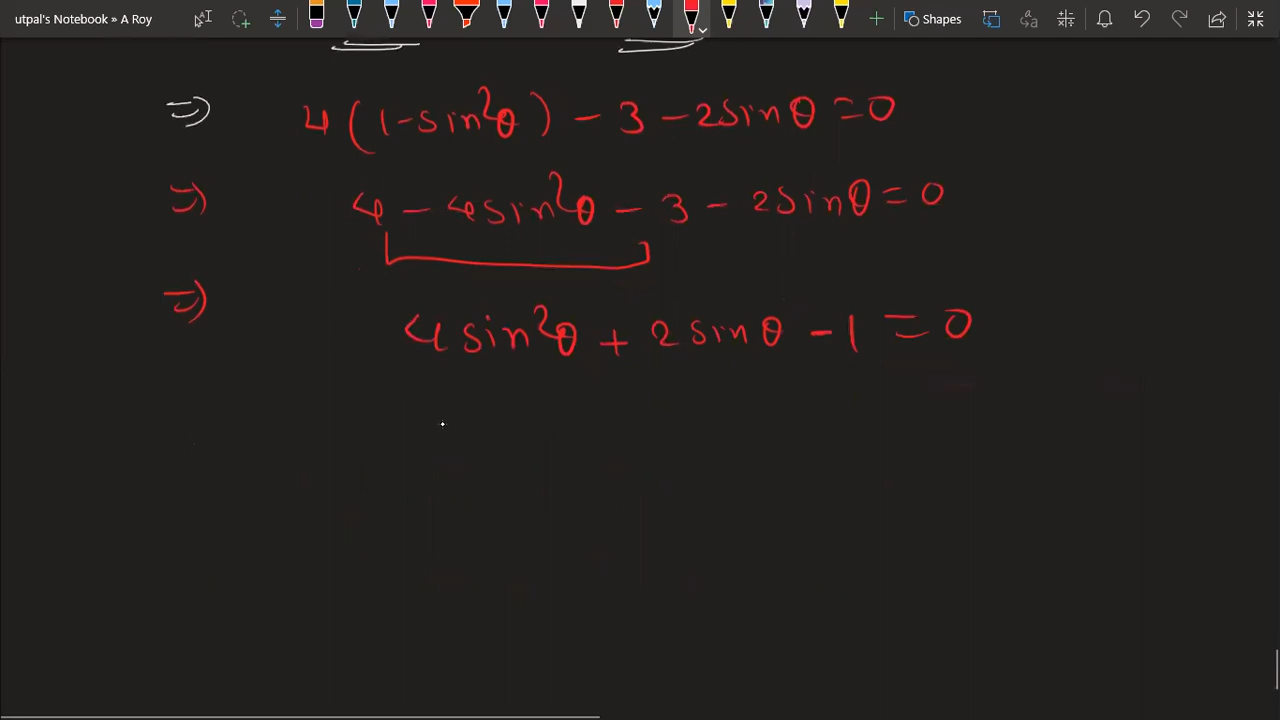 utpal's Notebook » A Roy
Shapes
⇒ 4(1-sin²θ) - 3 - 2sinθ = 0
⇒ 4 - 4sin²θ - 3 - 2sinθ = 0
⇒ 4sin²θ + 2sinθ - 1 = 0